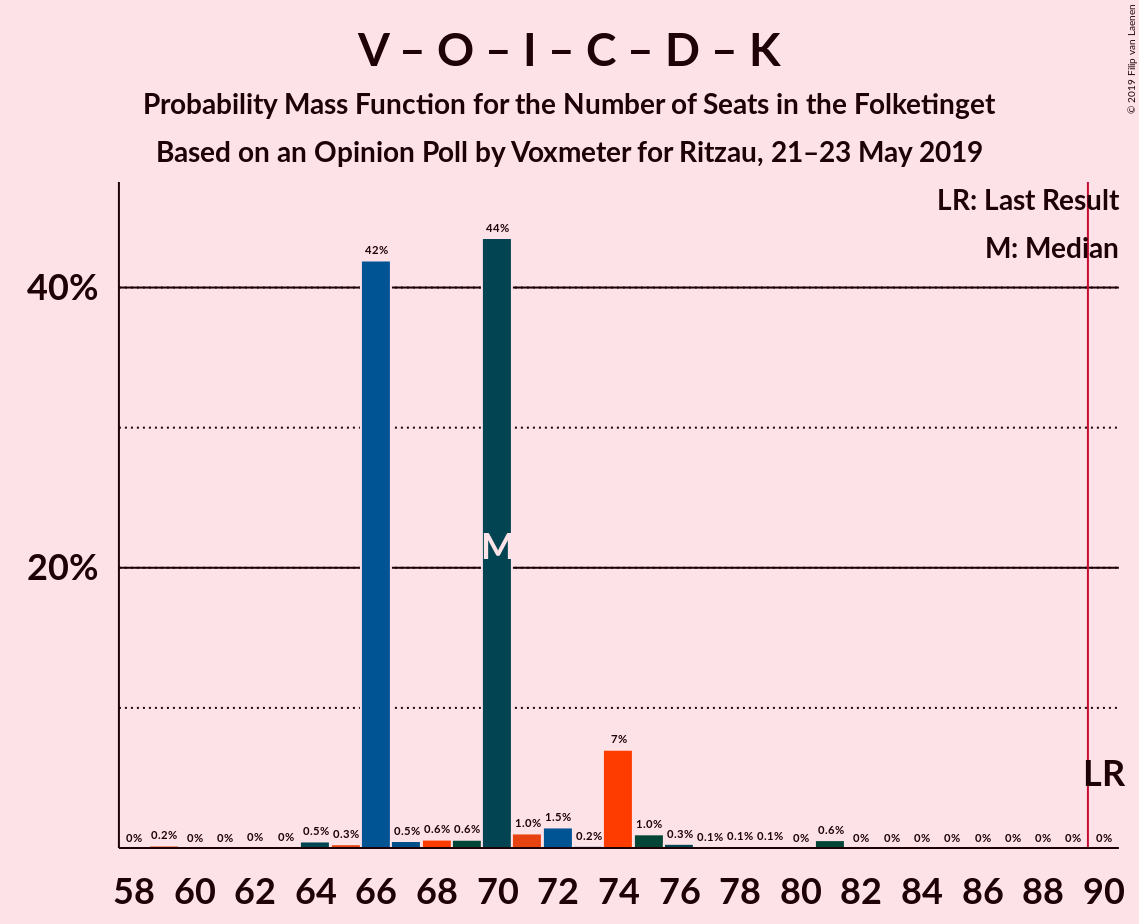 V – O – I – C – D – K
Probability Mass Function for the Number of Seats in the Folketinget
Based on an Opinion Poll by Voxmeter for Ritzau, 21–23 May 2019
© 2019 Filip van Laenen
LR: Last Result
M: Median
40%
20%
0% 0.2% 0% 0% 0% 0% 0.5% 0.3% 42% 0.5% 0.6% 0.6% 44% 1.0% 1.5% 0.2% 7% 1.0% 0.3% 0.1% 0.1% 0.1% 0% 0.6% 0% 0% 0% 0% 0% 0% 0% 0% 0%
M
LR
58 60 62 64 66 68 70 72 74 76 78 80 82 84 86 88 90